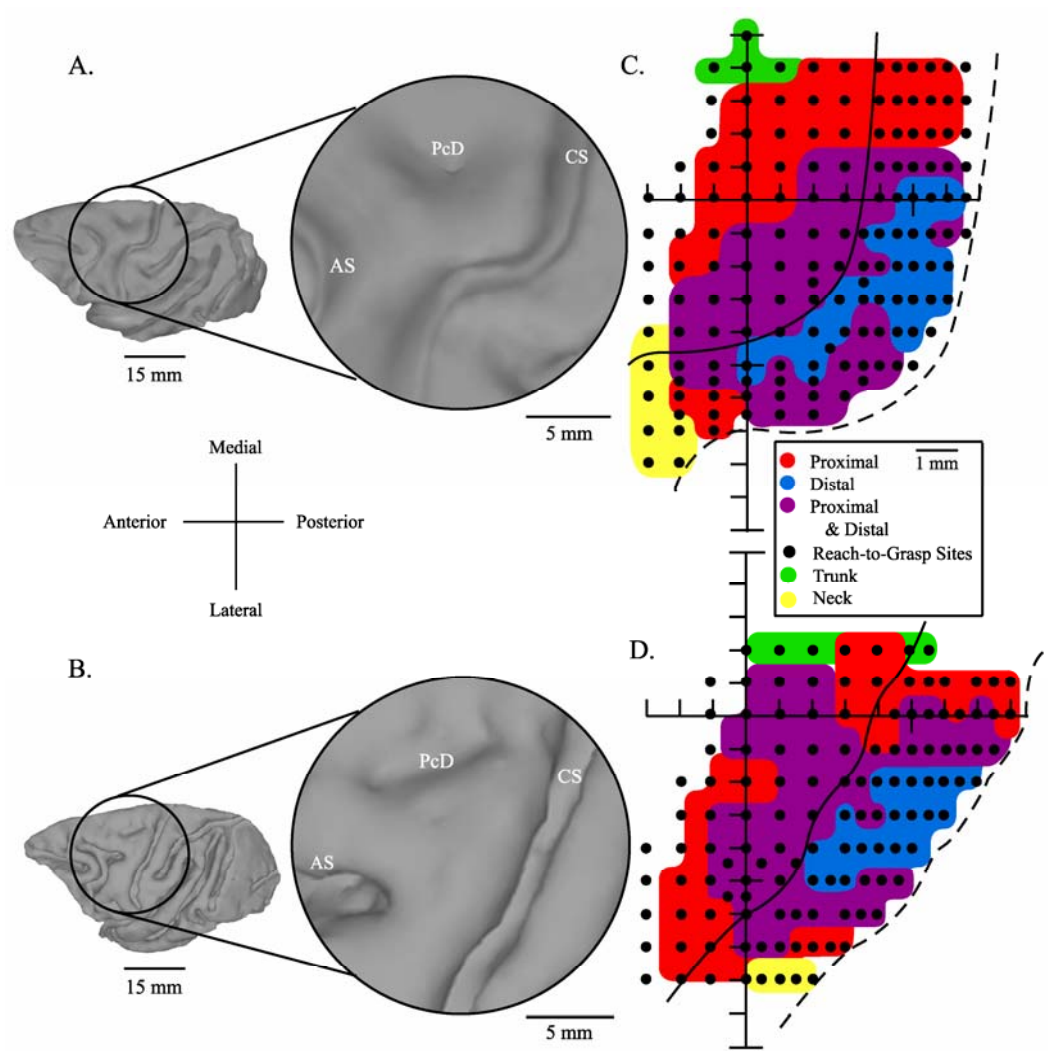 A.
PcD
CS
AS
15 mm
5 mm
Medial
Anterior
Posterior
Lateral
B.
PcD
CS
AS
15 mm
5 mm
C.
1 mm
Proximal
Distal
Proximal
& Distal
Reach-to-Grasp Sites
Trunk
Neck
D.